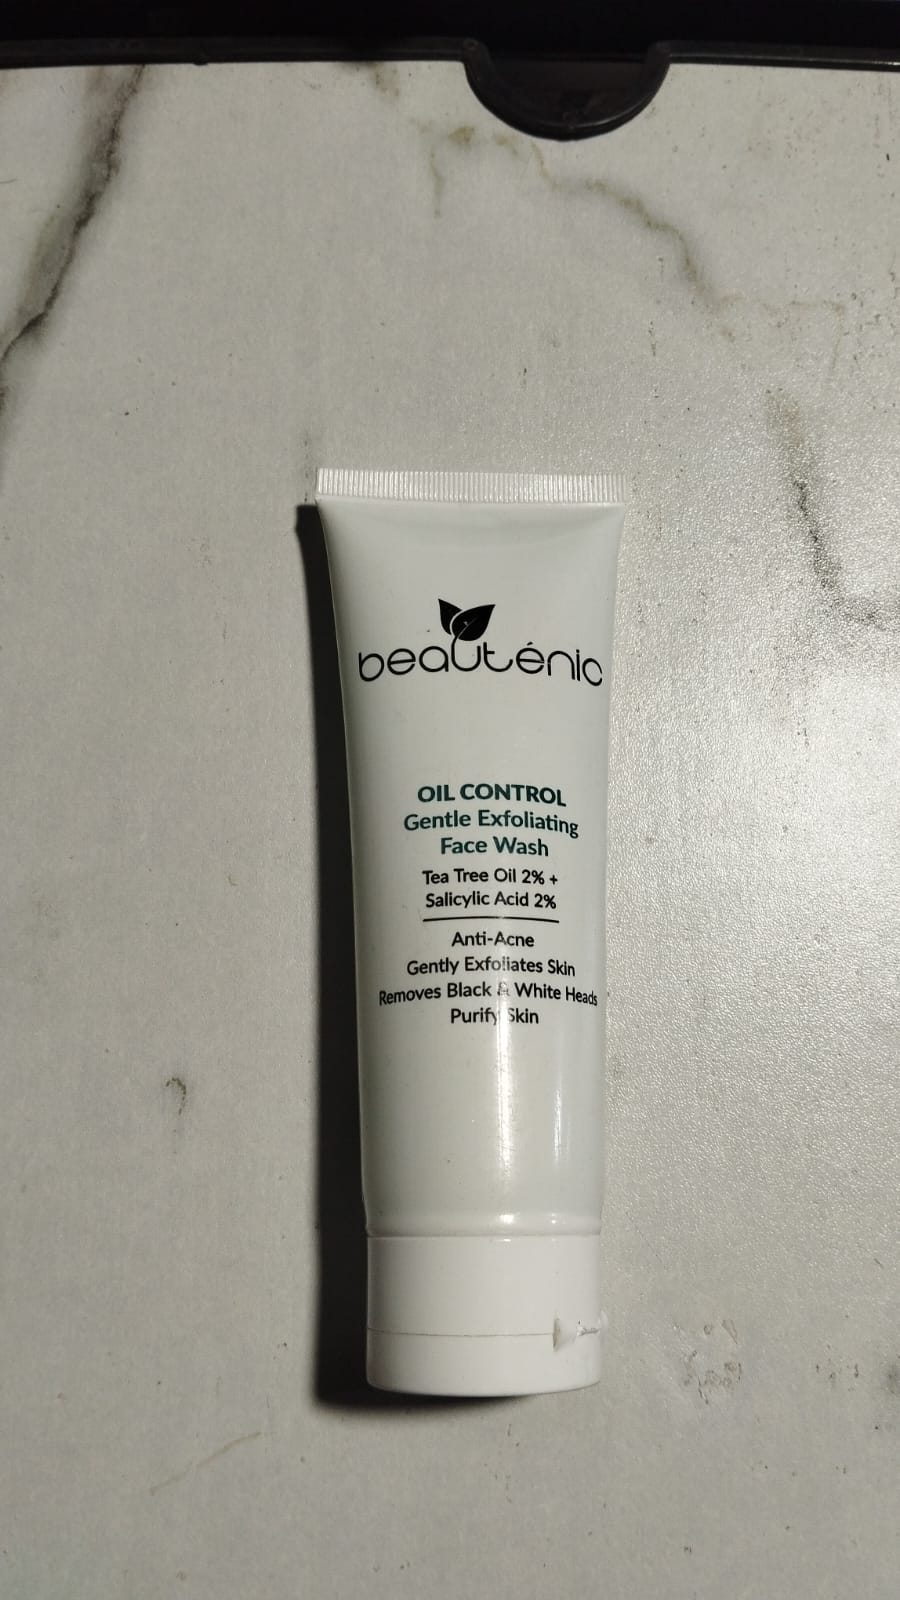 beauténic
OIL CONTROL
Gentle Exfoliating
Face Wash
Tea Tree Oil 2% +
Salicylic Acid 2%
Anti-Acne
Gently Exfoliates Skin
Removes Black & White Heads
Purify Skin